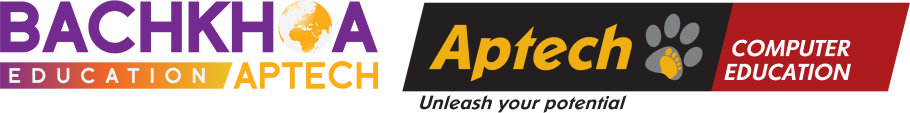 BACHKHOA
EDUCATION APTECH
Aptech COMPUTER EDUCATION
Unleash your potential